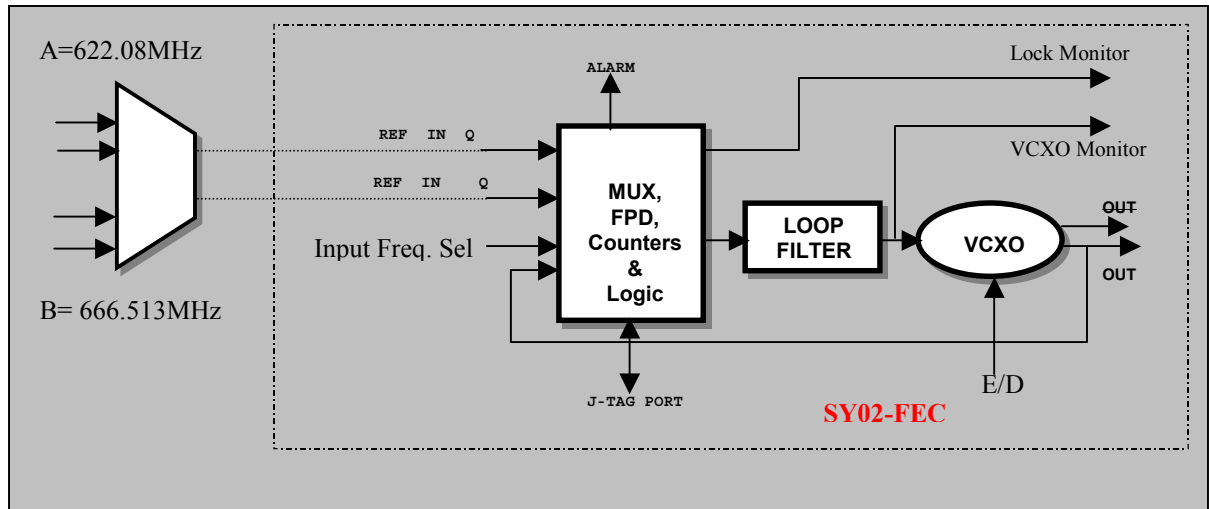 A=622.08MHz
B= 666.513MHz
REF IN Q
REF IN Q
Input Freq. Sel
ALARM
MUX,
FPD,
Counters
&
Logic
J-TAG PORT
LOOP
FILTER
VCXO
Lock Monitor
VCXO Monitor
OUT
OUT
E/D
SY02-FEC